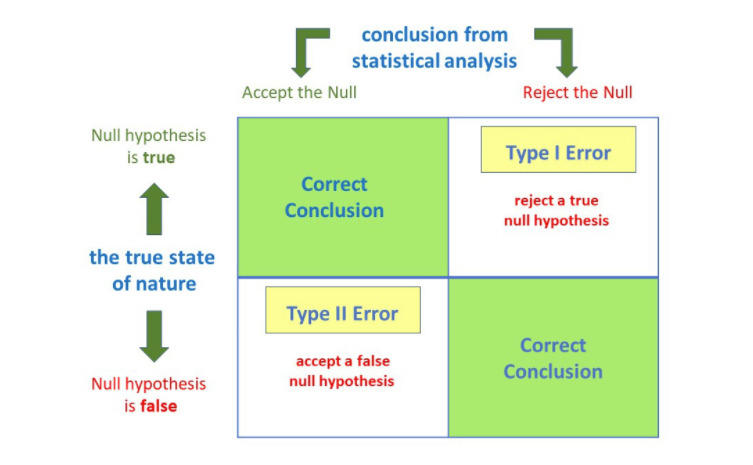 conclusion from
statistical analysis
Accept the Null
Reject the Null
Null hypothesis
is true
Correct
Conclusion
Type I Error
reject a true
null hypothesis
the true state
of nature
Type II Error
accept a false
null hypothesis
Correct
Conclusion
Null hypothesis
is false